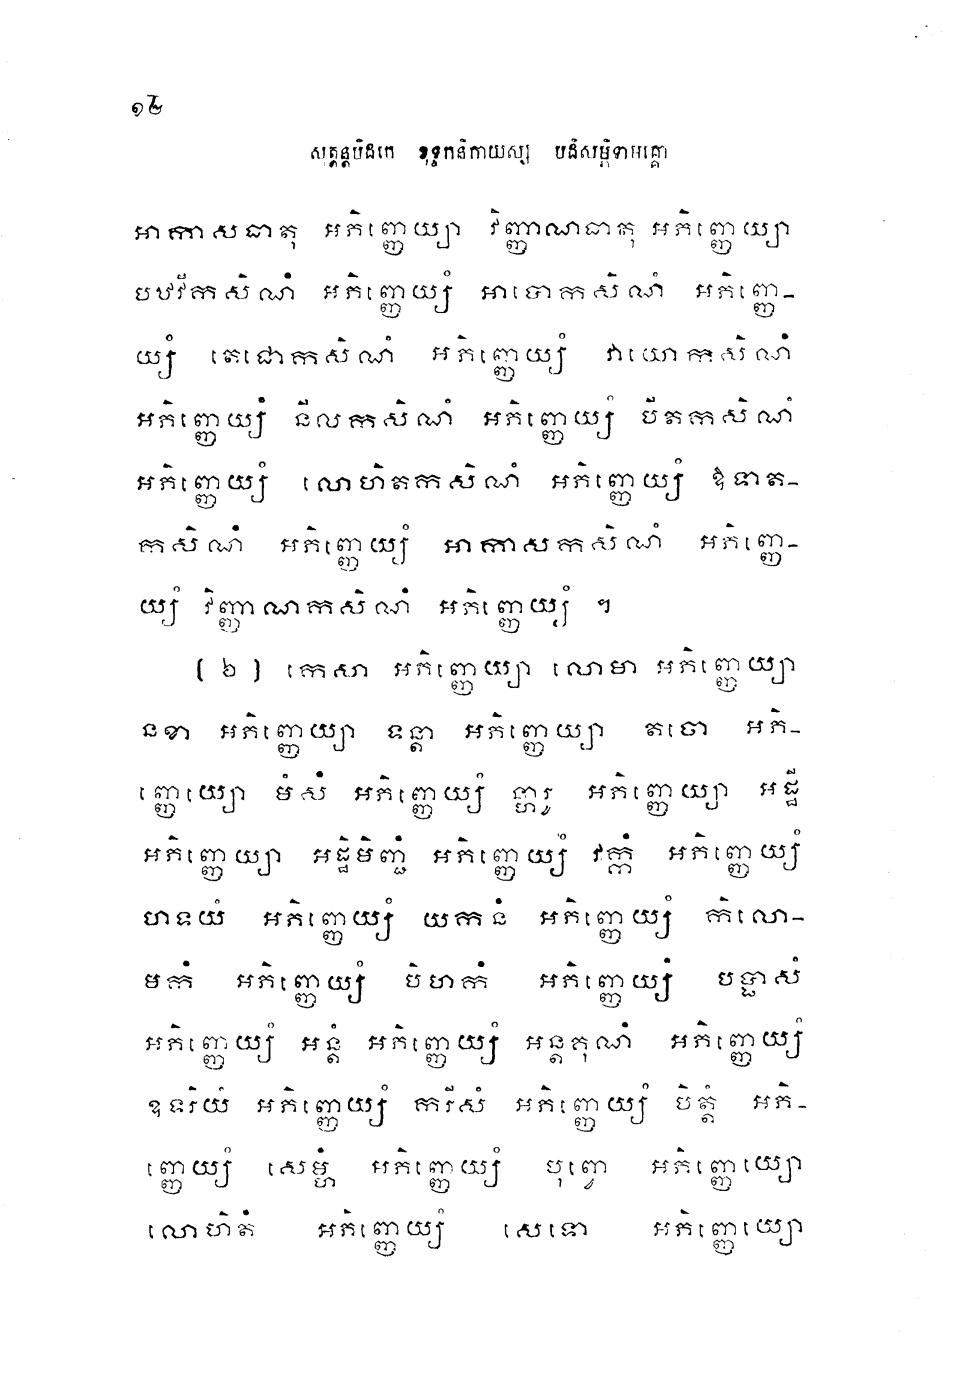 ១៤
សុត្តន្តបិដកេ ខុទ្ទកនិកាយស្ស បដិសម្ភិទាមគ្គោ
អាកាសធាតុ អភិញ្ញេយ្យា វិញ្ញាណធាតុ អភិញ្ញេយ្យា
បឋវីកសិណំ អភិញ្ញេយ្យំ អាបោកសិណំ អភិញ្ញេ-
យ្យំ តេជោកសិណំ អភិញ្ញេយ្យំ វាយោកសិណំ
អភិញ្ញេយ្យំ នីលកសិណំ អភិញ្ញេយ្យំ បីតកសិណំ
អភិញ្ញេយ្យំ លោហិតកសិណំ អភិញ្ញេយ្យំ ឱទាត-
កសិណំ អភិញ្ញេយ្យំ អាកាសកសិណំ អភិញ្ញេ-
យ្យំ វិញ្ញាណកសិណំ អភិញ្ញេយ្យំ ។
( ៦ ) កេសា អភិញ្ញេយ្យា លោមា អភិញ្ញេយ្យា
នខា អភិញ្ញេយ្យា ទន្តា អភិញ្ញេយ្យា តចោ អភិ-
ញ្ញេយ្យោ មំសំ អភិញ្ញេយ្យំ ន្ហារូ អភិញ្ញេយ្យា អដ្ឋី
អភិញ្ញេយ្យា អដ្ឋិមិញ្ជំ អភិញ្ញេយ្យំ វក្កំ អភិញ្ញេយ្យំ
ហទយំ អភិញ្ញេយ្យំ យកនំ អភិញ្ញេយ្យំ កិលោ-
មកំ អភិញ្ញេយ្យំ បិហកំ អភិញ្ញេយ្យំ បប្ផាសំ
អភិញ្ញេយ្យំ អន្តំ អភិញ្ញេយ្យំ អន្តគុណំ អភិញ្ញេយ្យំ
ឧទរិយំ អភិញ្ញេយ្យំ ករីសំ អភិញ្ញេយ្យំ បិត្តំ អភិ-
ញ្ញេយ្យំ សេម្ហំ អភិញ្ញេយ្យំ បុព្វោ អភិញ្ញេយ្យោ
លោហិតំ អភិញ្ញេយ្យំ សេទោ អភិញ្ញេយ្យោ